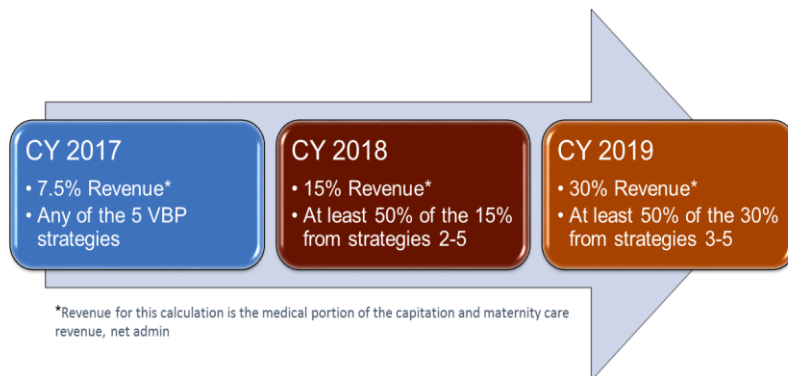 CY 2017
• 7.5% Revenue*
• Any of the 5 VBP
strategies
CY 2018
• 15% Revenue*
• At least 50% of the 15%
from strategies 2-5
CY 2019
• 30% Revenue*
• At least 50% of the 30%
from strategies 3-5
*Revenue for this calculation is the medical portion of the capitation and maternity care
revenue, net admin